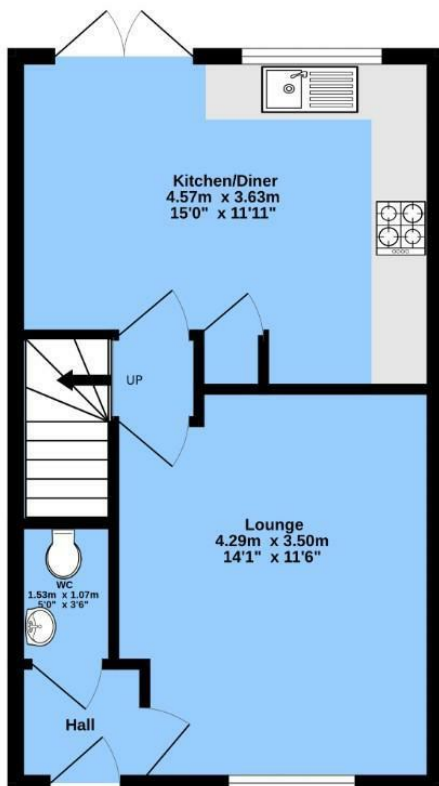 Kitchen/Diner
4.57m x 3.63m
15'0" x 11'11"
UP
Lounge
4.29m x 3.50m
14'1" x 11'6"
WC
1.53m x 1.07m
5'0" x 3'6"
Hall